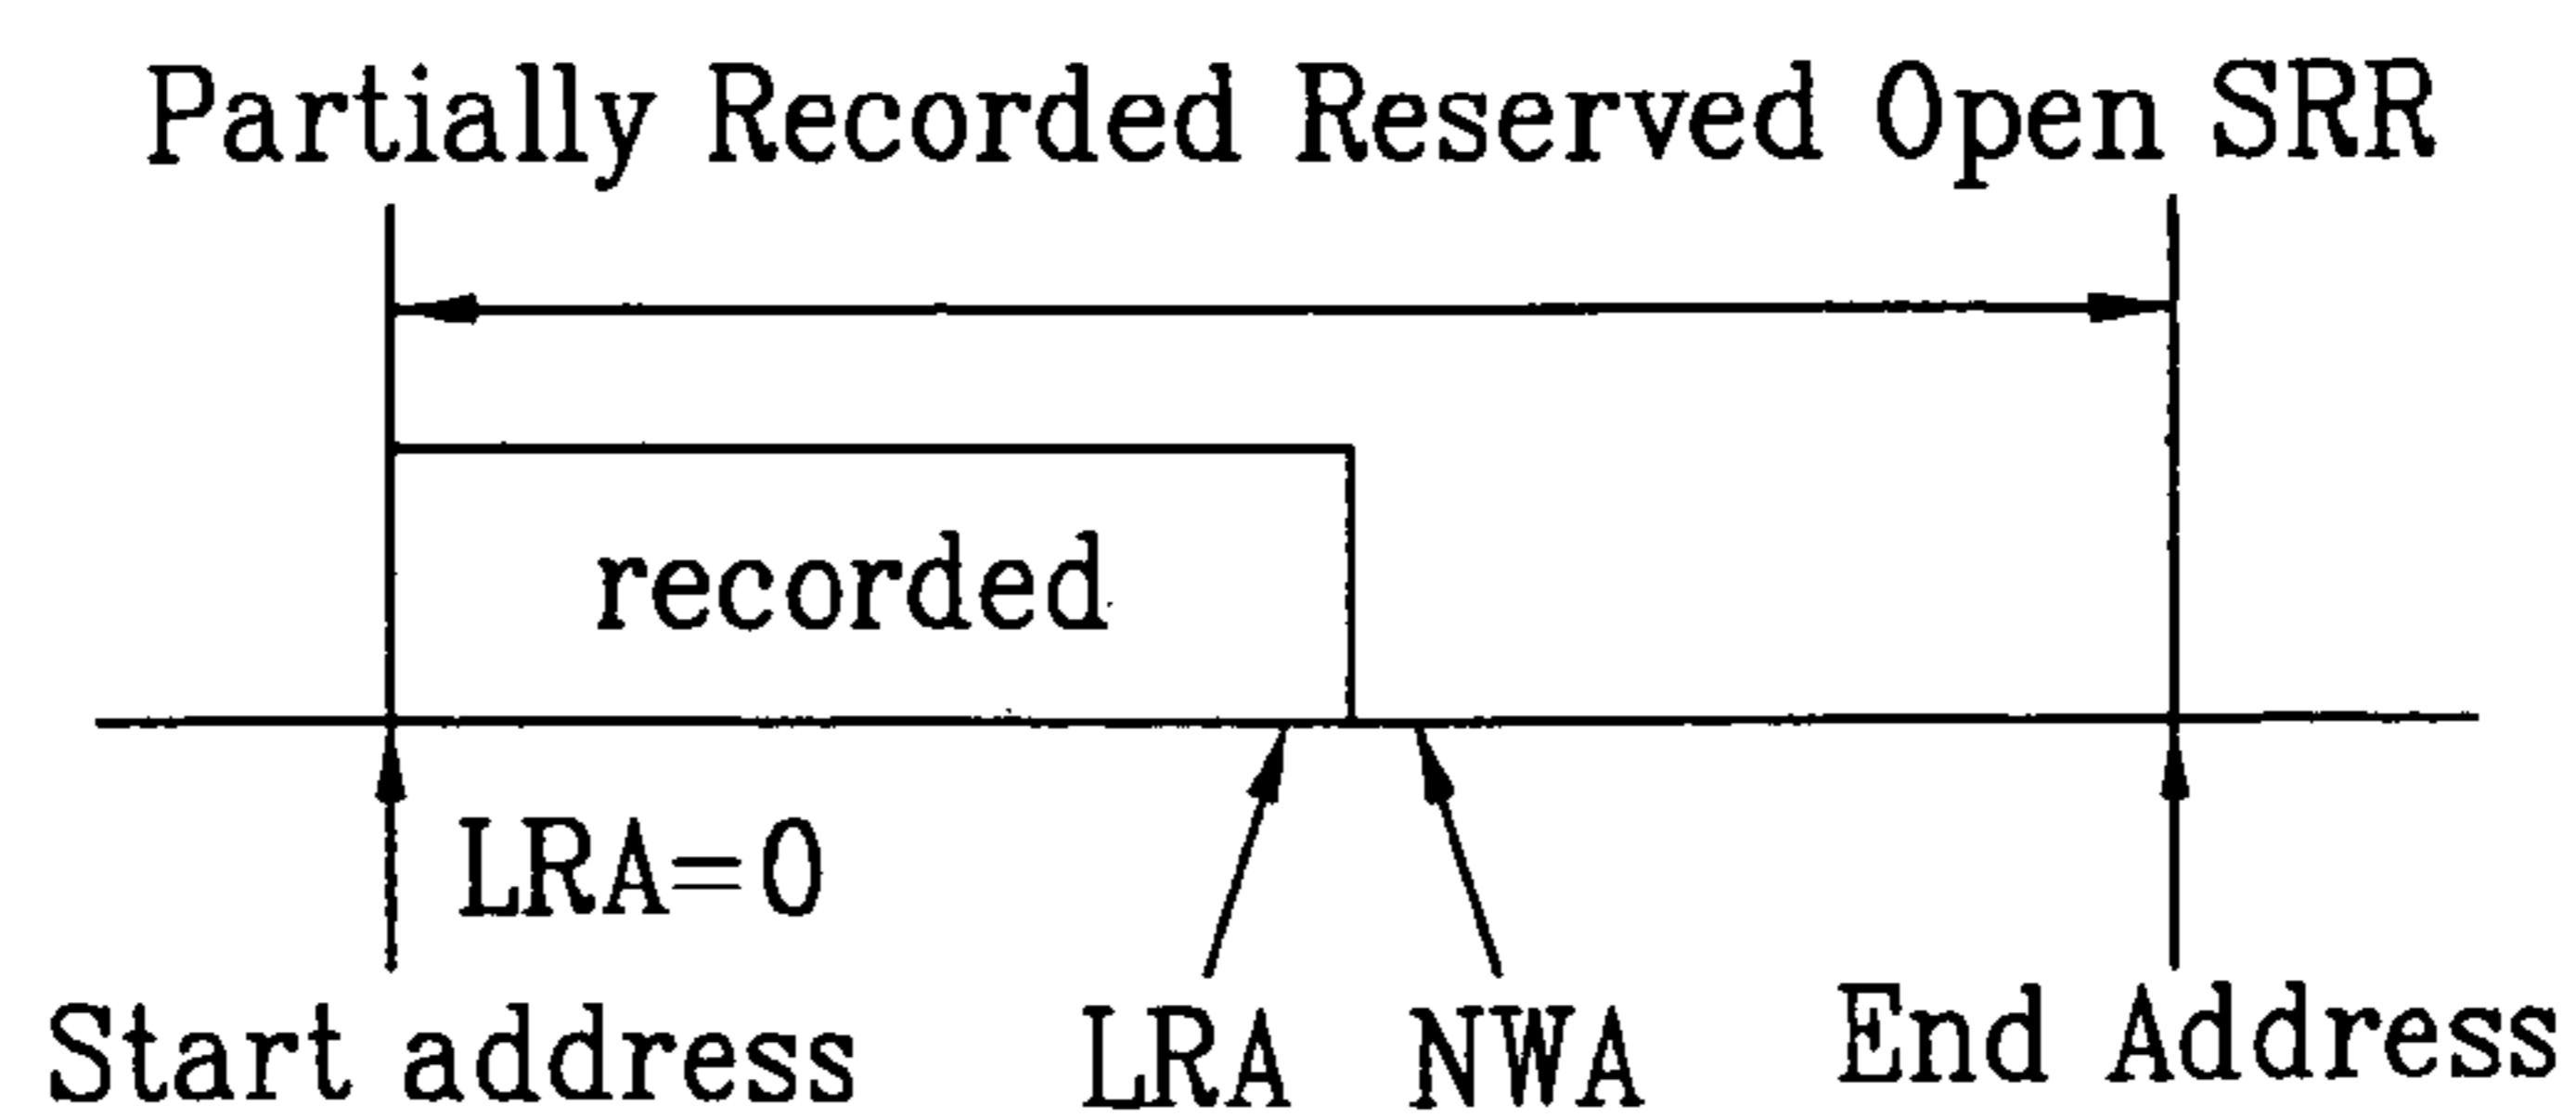 Partially Recorded Reserved Open SRR
recorded
LRA=0
Start address LRA NWA End Address